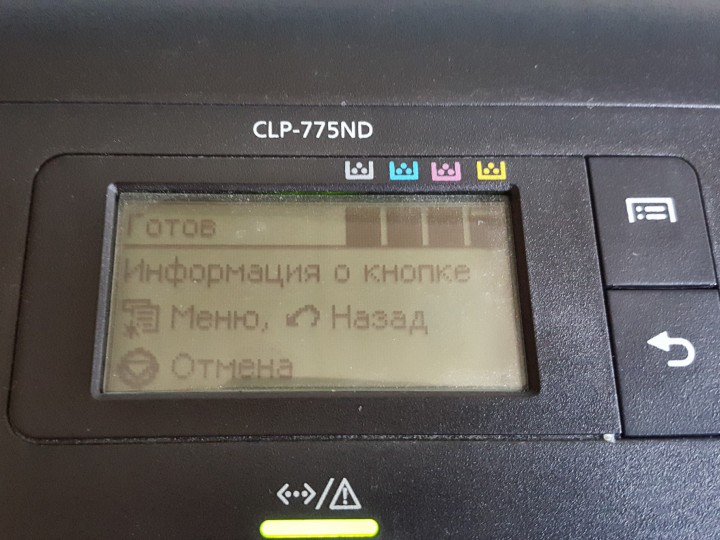 CLP-775ND
Готов
Информация о кнопке
Меню, Назад
Отмена